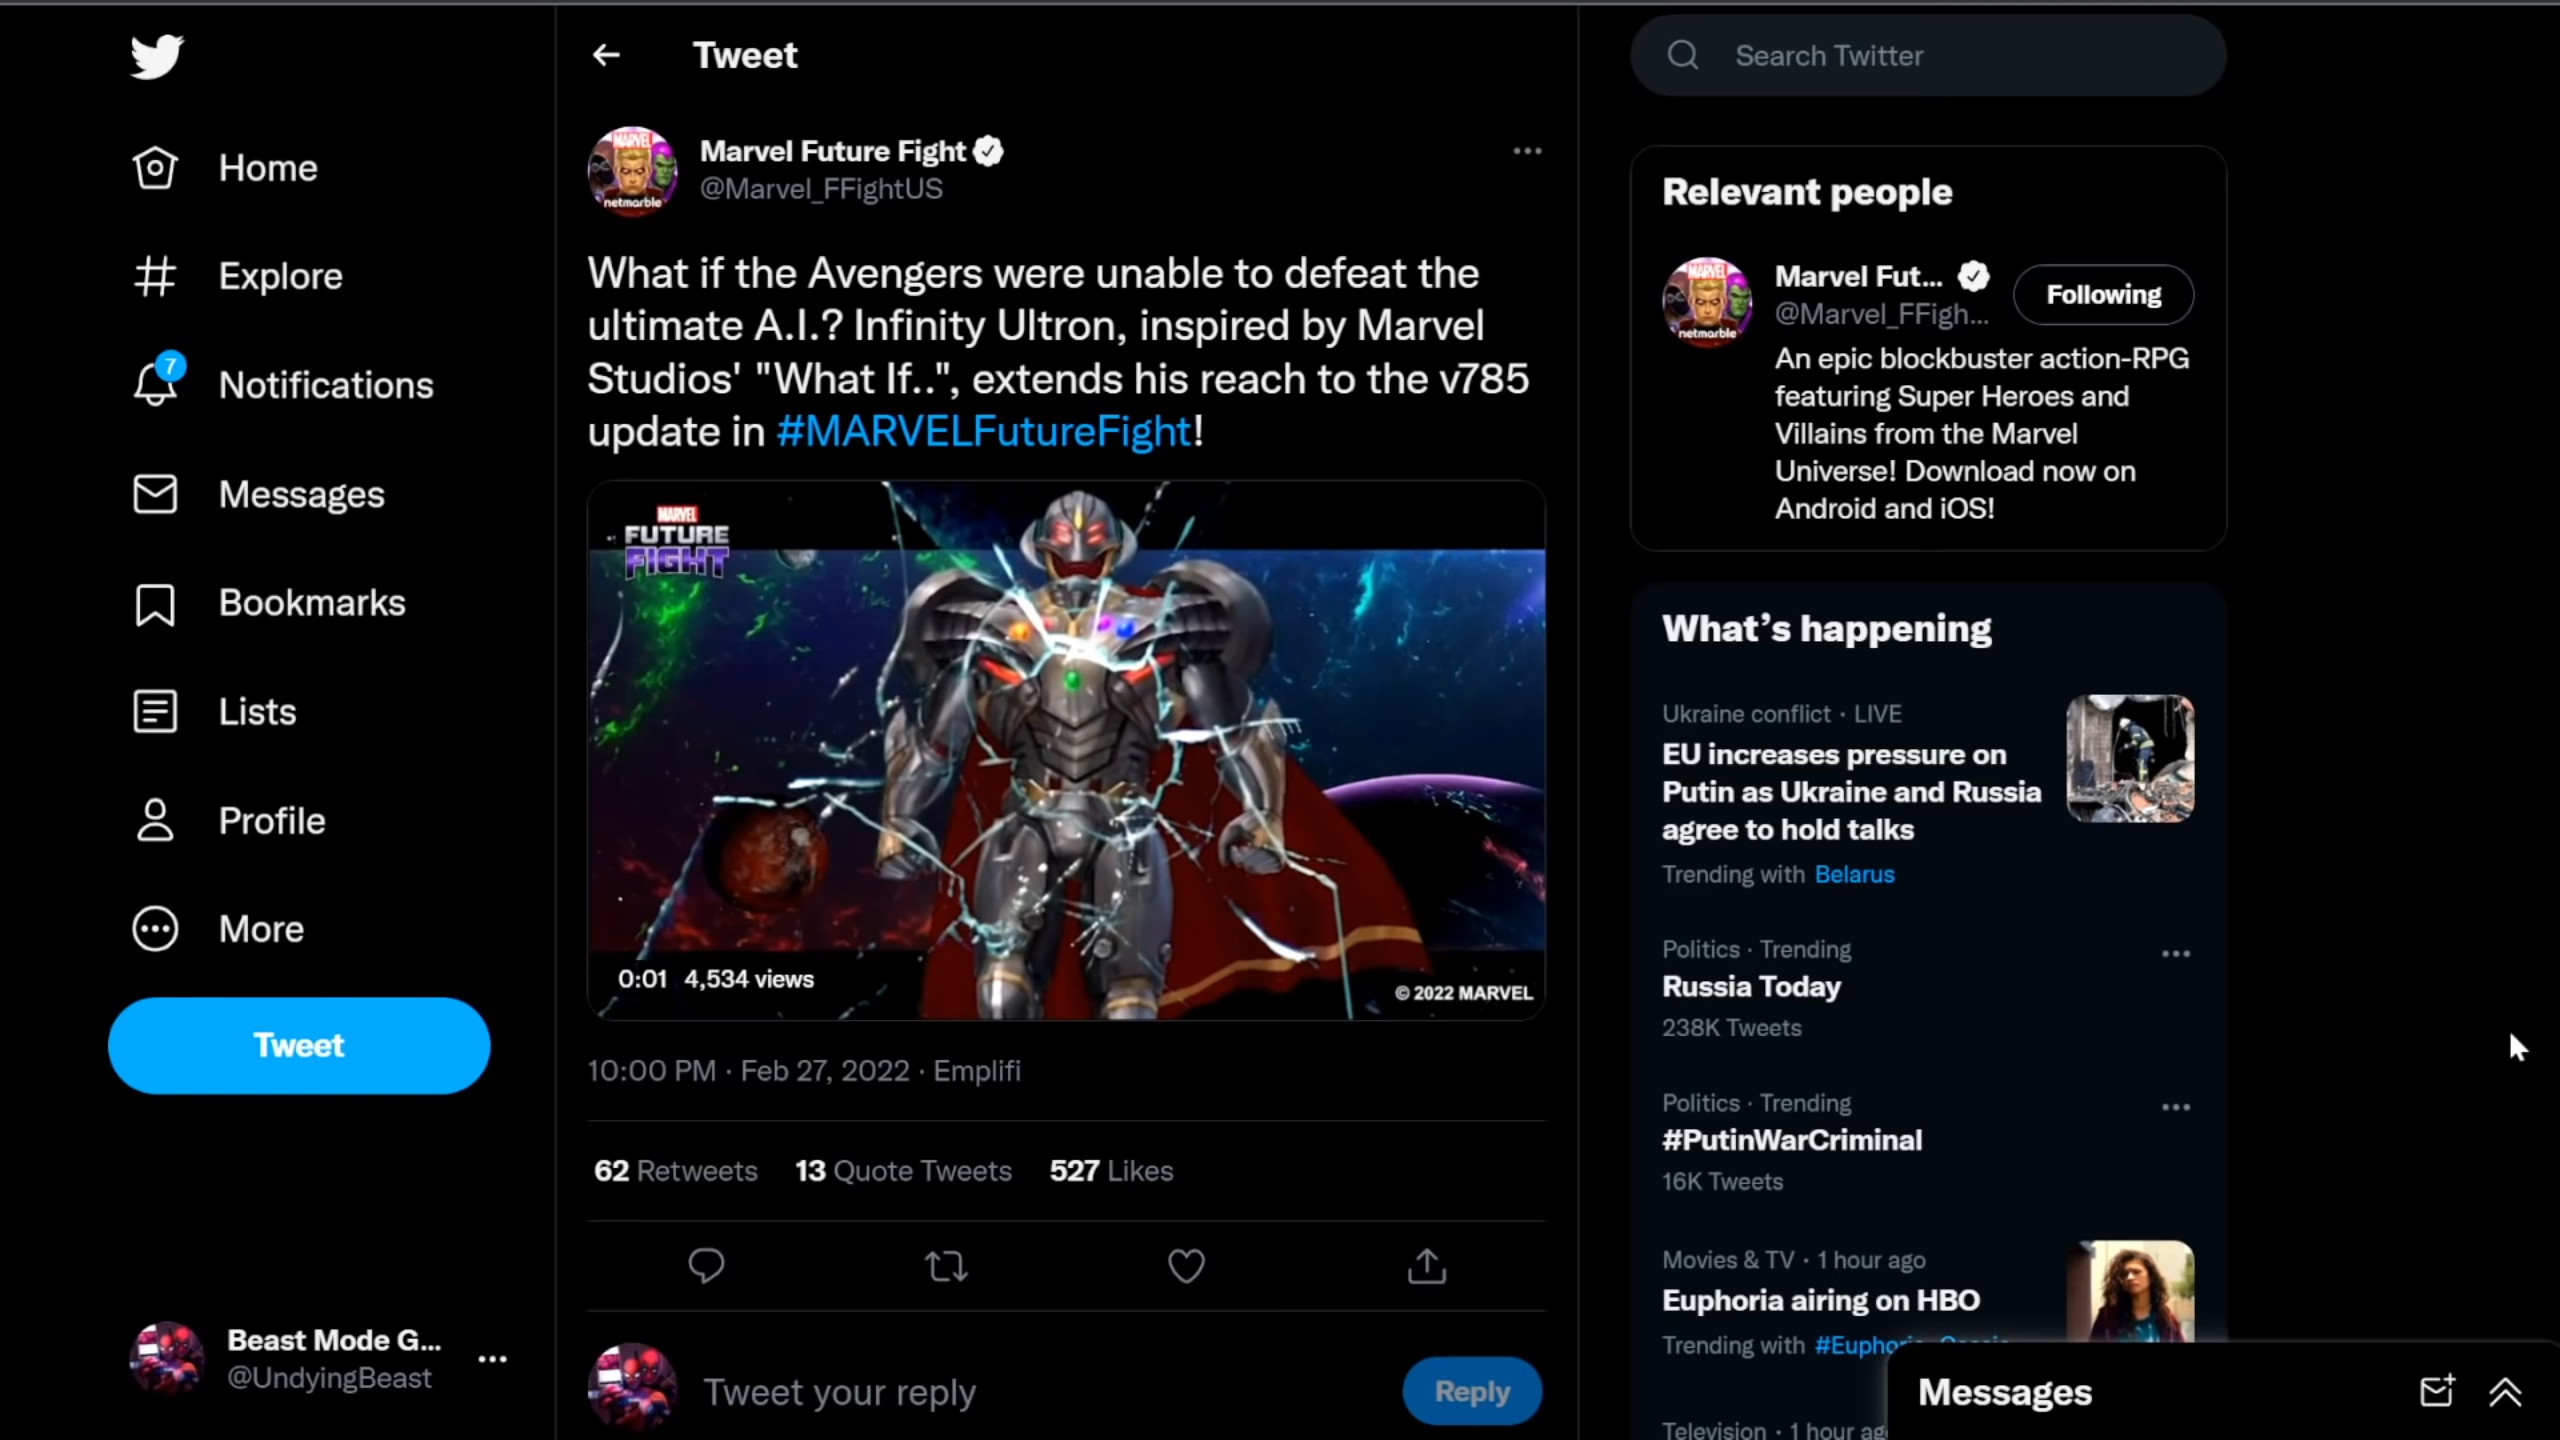 Home
Explore
7
Notifications
Messages
Bookmarks
Lists
Profile
More
Tweet
Beast Mode G...
@UndyingBeast
Tweet
Marvel Future Fight
@Marvel_FFightUS
What if the Avengers were unable to defeat the
ultimate A.I.? Infinity Ultron, inspired by Marvel
Studios' "What If..", extends his reach to the v785
update in #MARVELFutureFight!
MARVEL
FUTURE
FIGHT
0:01 4,534 views
© 2022 MARVEL
10:00 PM · Feb 27, 2022 · Emplifi
62 Retweets 13 Quote Tweets 527 Likes
Tweet your reply
Reply
Search Twitter
Relevant people
MARVEL
netmarble
Marvel Fut...
@Marvel_FFigh...
Following
An epic blockbuster action-RPG
featuring Super Heroes and
Villains from the Marvel
Universe! Download now on
Android and iOS!
What's happening
Ukraine conflict · LIVE
EU increases pressure on
Putin as Ukraine and Russia
agree to hold talks
Trending with Belarus
Politics · Trending
Russia Today
238K Tweets
Politics · Trending
#PutinWarCriminal
16K Tweets
Movies & TV · 1 hour ago
Euphoria airing on HBO
Trending with
Television · 1 hour
Messages